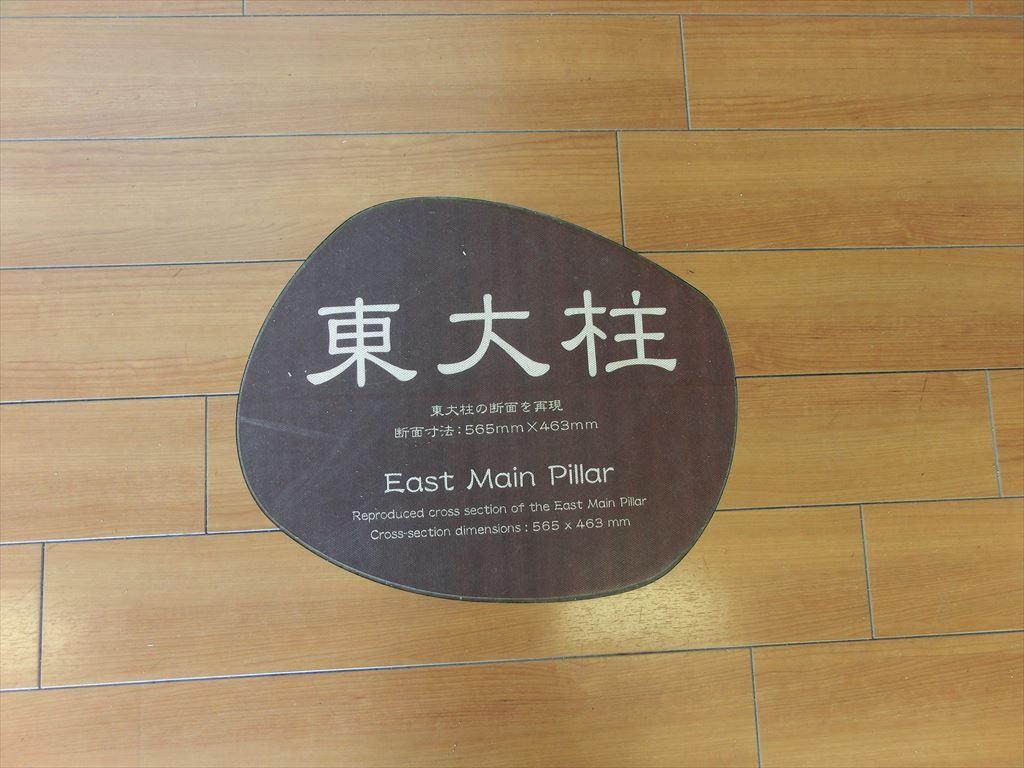 東大柱
東大柱の断面を再現
断面寸法：565mm×463mm
East Main Pillar
Reproduced cross section of the East Main Pillar
Cross-section dimensions : 565 x 463 mm